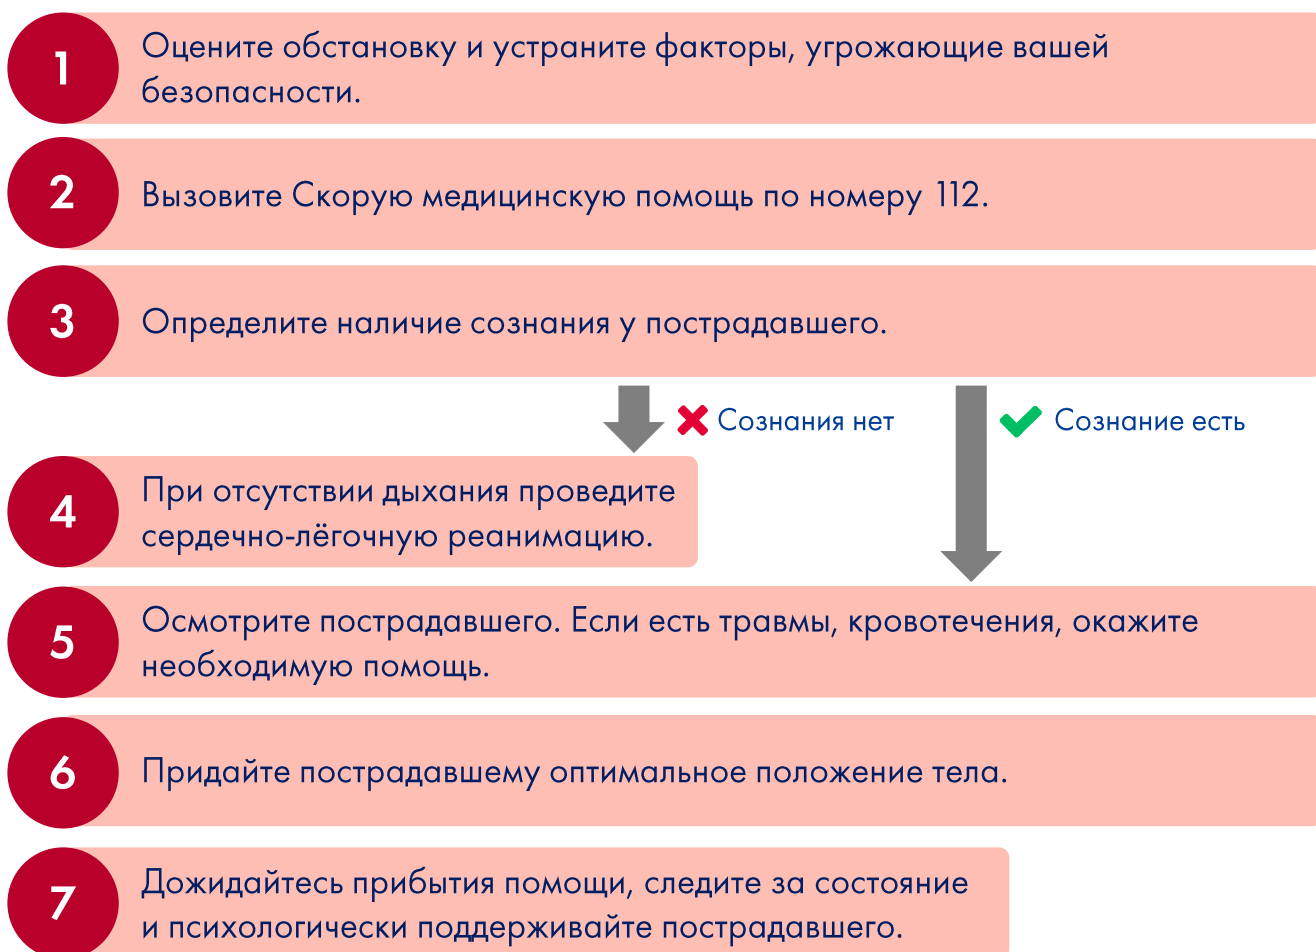 1
Оцените обстановку и устраните факторы, угрожающие вашей
безопасности.
2
Вызовите Скорую медицинскую помощь по номеру 112.
3
Определите наличие сознания у пострадавшего.
Сознания нет
Сознание есть
4
При отсутствии дыхания проведите
сердечно-лёгочную реанимацию.
5
Осмотрите пострадавшего. Если есть травмы, кровотечения, окажите
необходимую помощь.
6
Придайте пострадавшему оптимальное положение тела.
7
Дожидайтесь прибытия помощи, следите за состояние
и психологически поддерживайте пострадавшего.